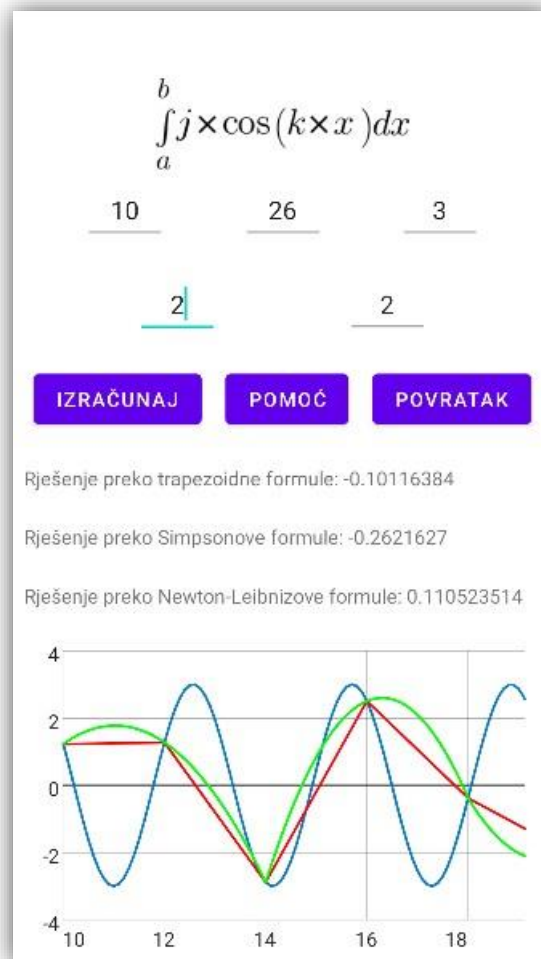 b
∫ j × cos(k × x)dx
a
10 26 3
2 2
IZRAČUNAJ POMOĆ POVRATAK
Rješenje preko trapezoidne formule: -0.10116384
Rješenje preko Simpsonove formule: -0.2621627
Rješenje preko Newton-Leibnizove formule: 0.110523514
4
2
0
-2
-4
10 12 14 16 18